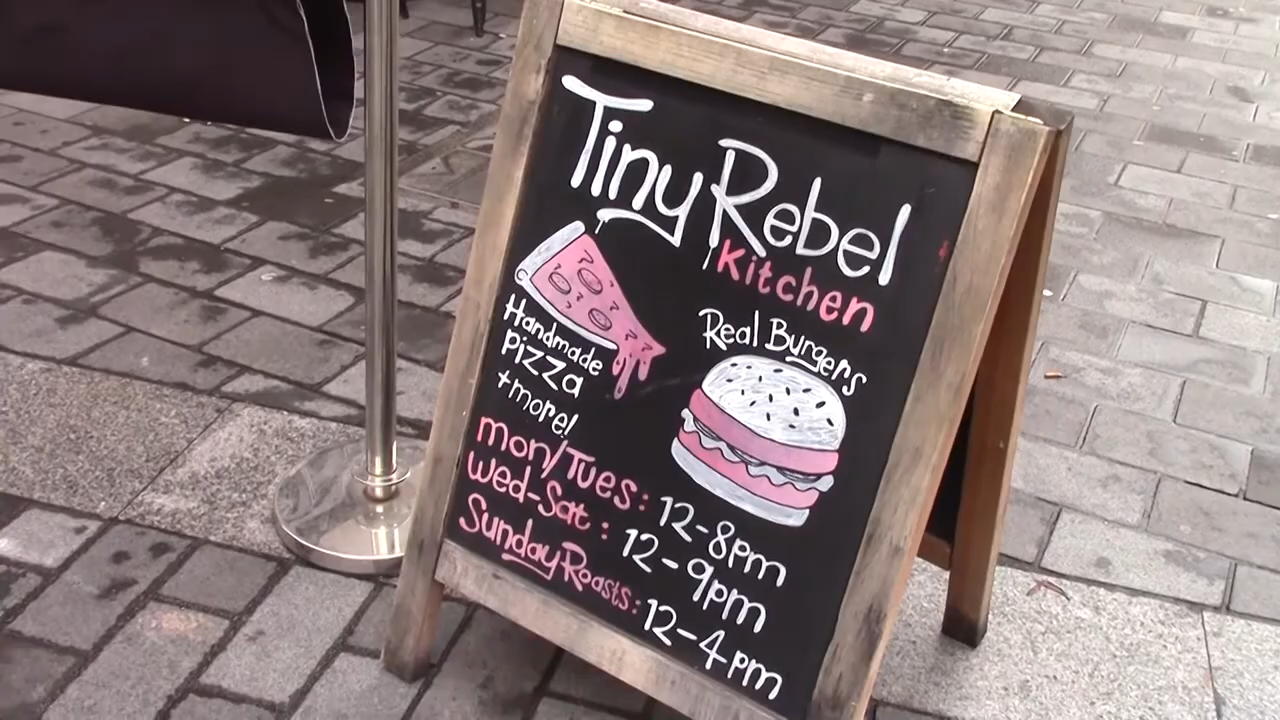 Tiny Rebel
Kitchen
Handmade
Pizza
+more!
Real Burgers
mon/Tues: 12-8pm
wed-Sat: 12-9pm
Sunday Roasts: 12-4pm